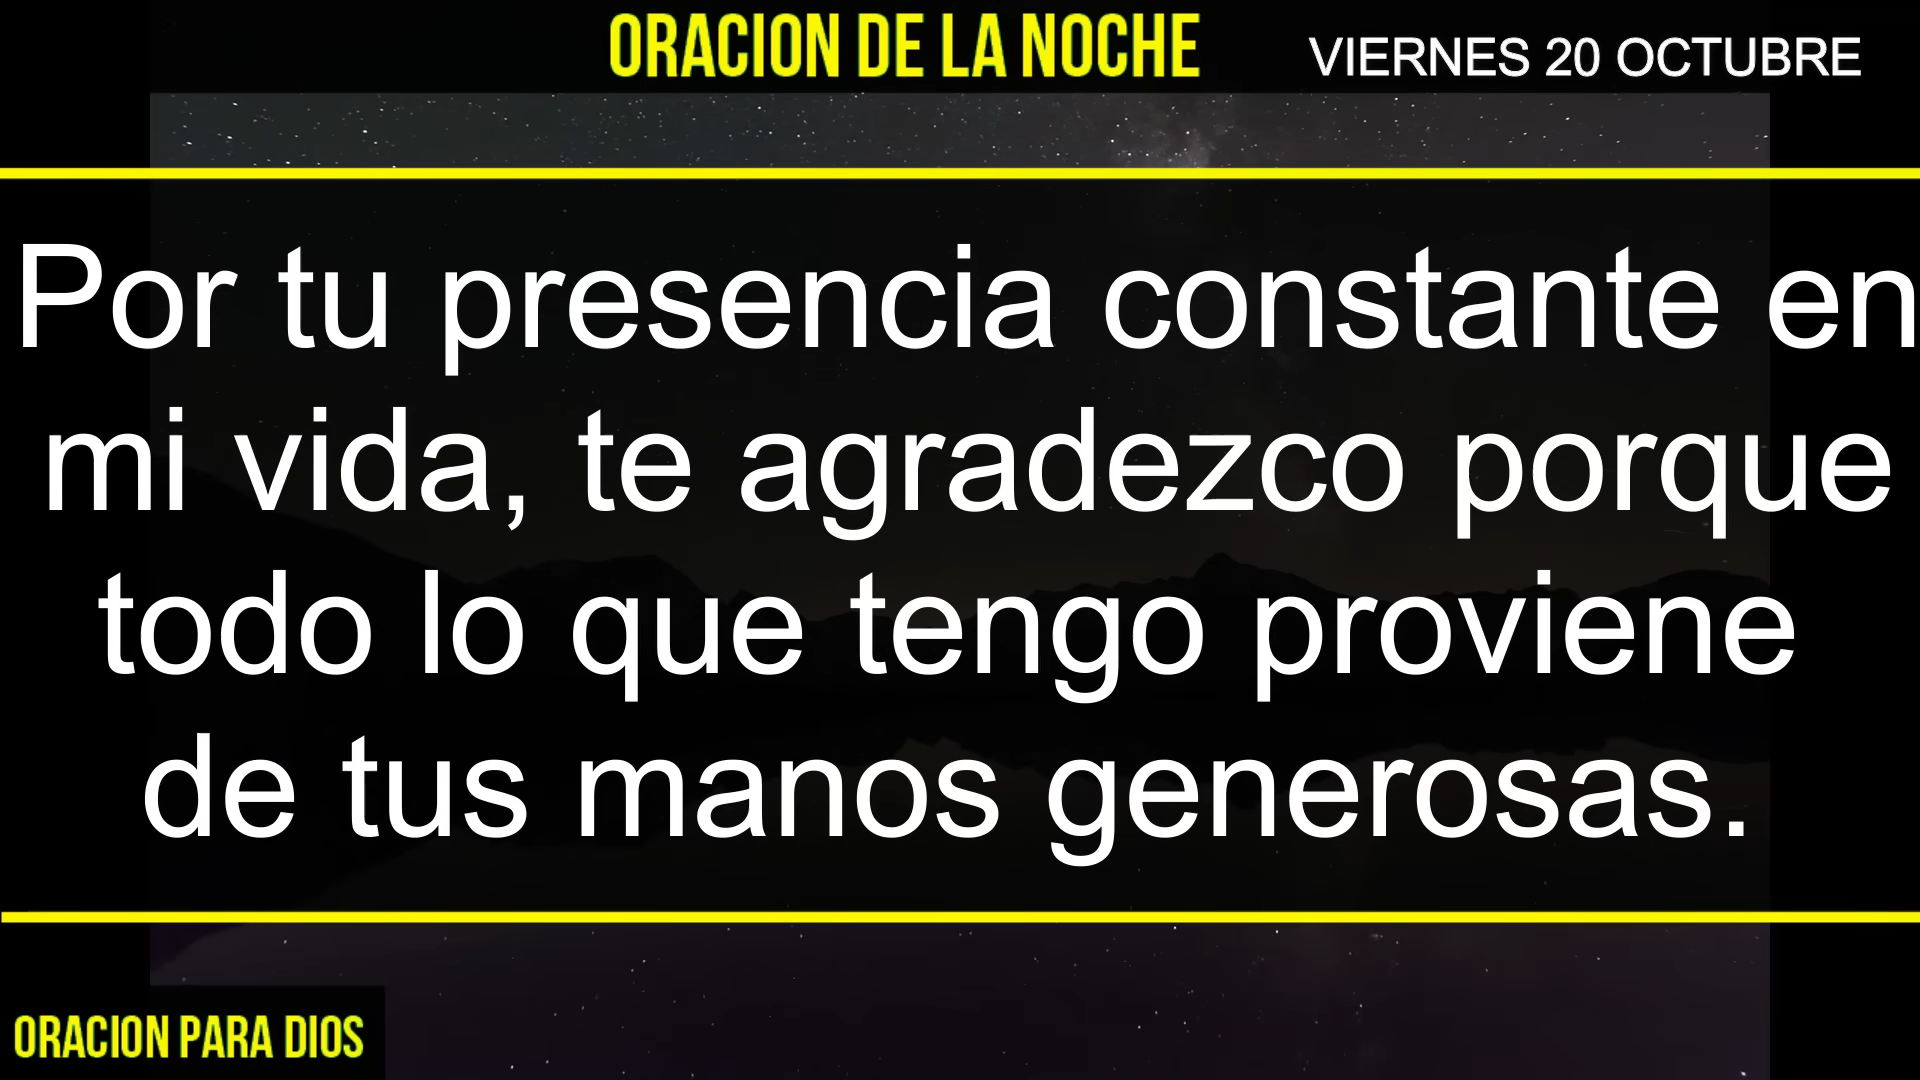 ORACION DE LA NOCHE
VIERNES 20 OCTUBRE
Por tu presencia constante en
mi vida, te agradezco porque
todo lo que tengo proviene
de tus manos generosas.
ORACION PARA DIOS